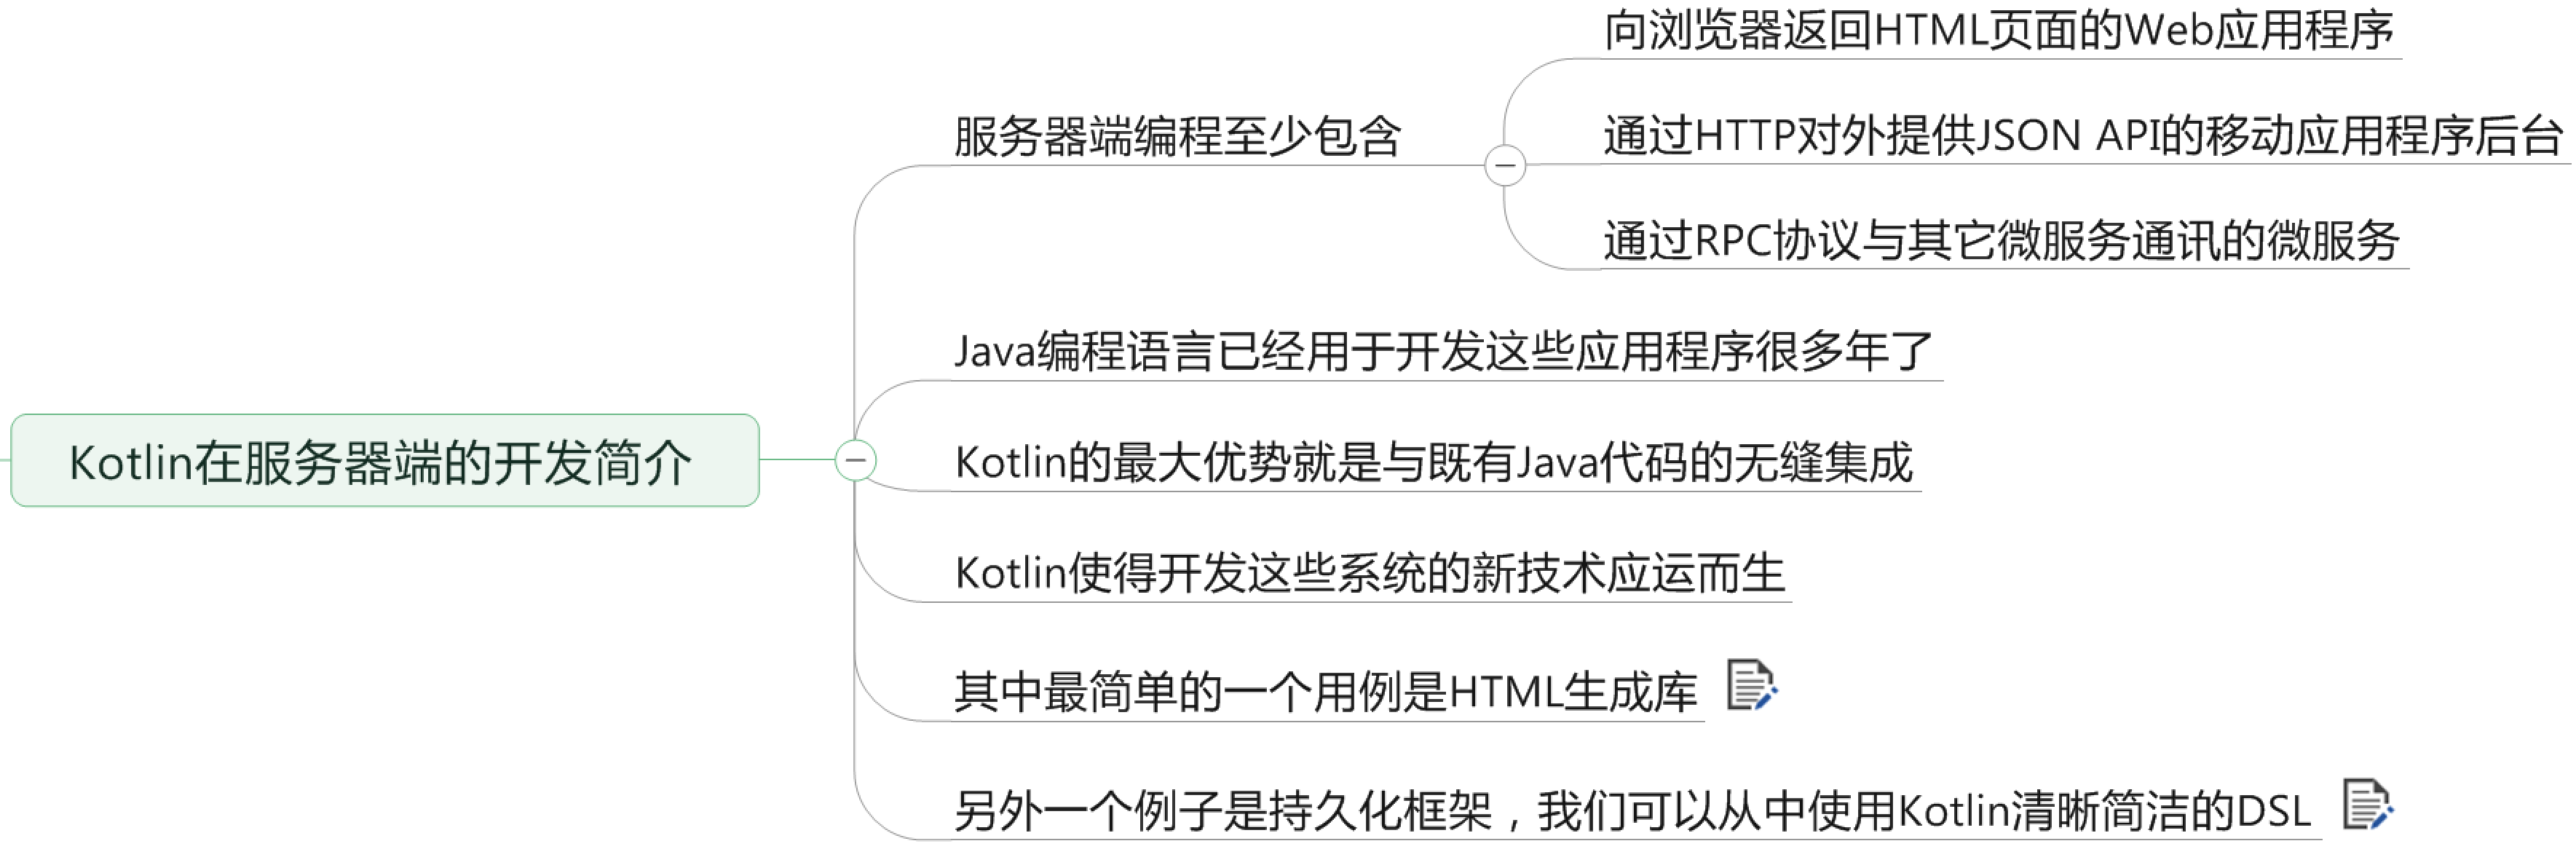 Kotlin在服务器端的开发简介
服务器端编程至少包含
向浏览器返回HTML页面的Web应用程序
通过HTTP对外提供JSON API的移动应用程序后台
通过RPC协议与其它微服务通讯的微服务
Java编程语言已经用于开发这些应用程序很多年了
Kotlin的最大优势就是与既有Java代码的无缝集成
Kotlin使得开发这些系统的新技术应运而生
其中最简单的一个用例是HTML生成库
另外一个例子是持久化框架，我们可以从中使用Kotlin清晰简洁的DSL